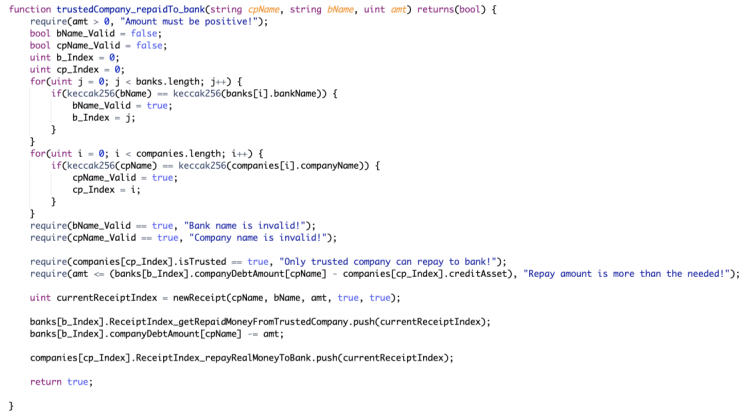 function trustedCompany_repaidTo_bank(string cpName, string bName, uint amt) returns(bool) {
require(amt > 0, "Amount must be positive!");
bool bName_Valid = false;
bool cpName_Valid = false;
uint b_Index = 0;
uint cp_Index = 0;
for(uint j = 0; j < banks.length; j++) {
if(keccak256(bName) == keccak256(banks[i].bankName)) {
bName_Valid = true;
b_Index = j;
}
}
for(uint i = 0; i < companies.length; i++) {
if(keccak256(cpName) == keccak256(companies[i].companyName)) {
cpName_Valid = true;
cp_Index = i;
}
}
require(bName_Valid == true, "Bank name is invalid!");
require(cpName_Valid == true, "Company name is invalid!");
require(companies[cp_Index].isTrusted == true, "Only trusted company can repay to bank!");
require(amt <= (banks[b_Index].companyDebtAmount[cpName] - companies[cp_Index].creditAsset), "Repay amount is more than the needed!");
uint currentReceiptIndex = newReceipt(cpName, bName, amt, true, true);
banks[b_Index].ReceiptIndex_getRepaidMoneyFromTrustedCompany.push(currentReceiptIndex);
banks[b_Index].companyDebtAmount[cpName] -= amt;
companies[cp_Index].ReceiptIndex_repayRealMoneyToBank.push(currentReceiptIndex);
return true;
}